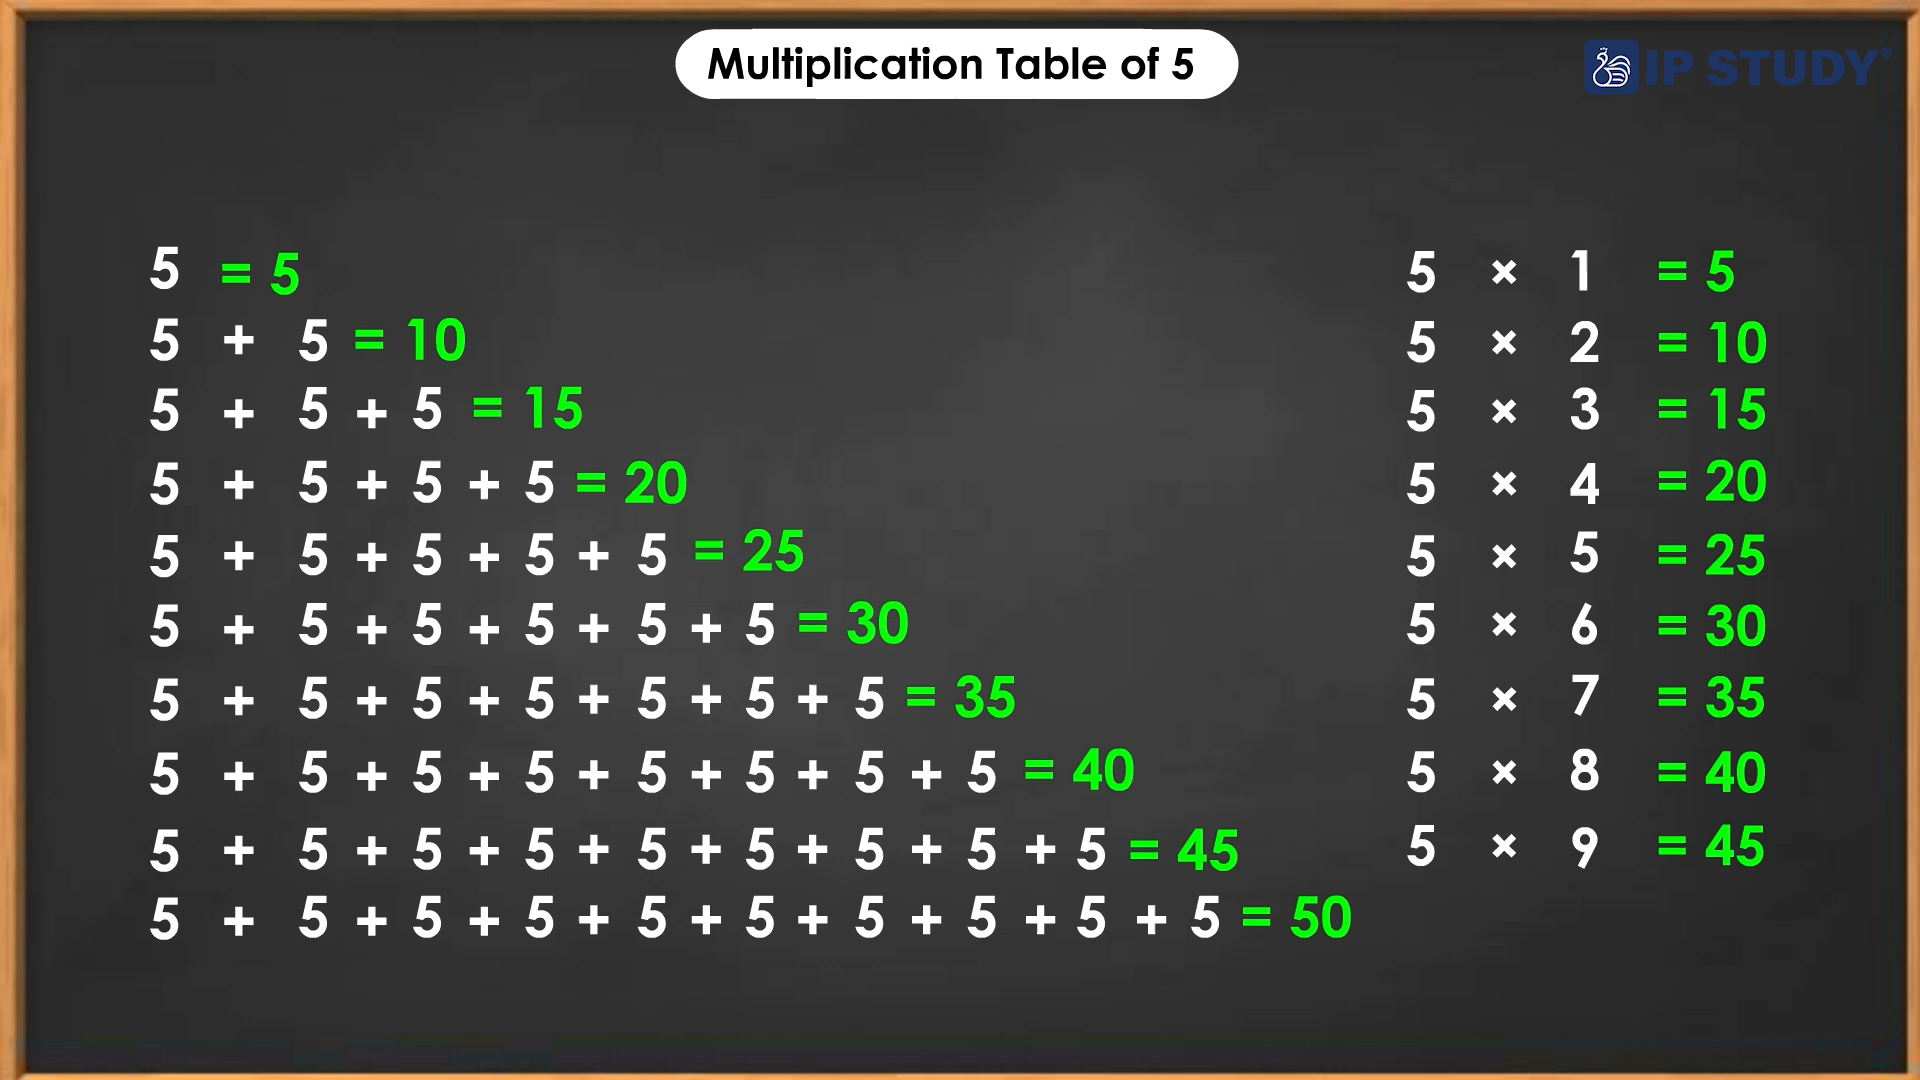 Multiplication Table of 5
IP STUDY®
5 = 5
5 + 5 = 10
5 + 5 + 5 = 15
5 + 5 + 5 + 5 = 20
5 + 5 + 5 + 5 + 5 = 25
5 + 5 + 5 + 5 + 5 + 5 = 30
5 + 5 + 5 + 5 + 5 + 5 + 5 = 35
5 + 5 + 5 + 5 + 5 + 5 + 5 + 5 = 40
5 + 5 + 5 + 5 + 5 + 5 + 5 + 5 + 5 = 45
5 + 5 + 5 + 5 + 5 + 5 + 5 + 5 + 5 + 5 = 50
5 × 1 = 5
5 × 2 = 10
5 × 3 = 15
5 × 4 = 20
5 × 5 = 25
5 × 6 = 30
5 × 7 = 35
5 × 8 = 40
5 × 9 = 45